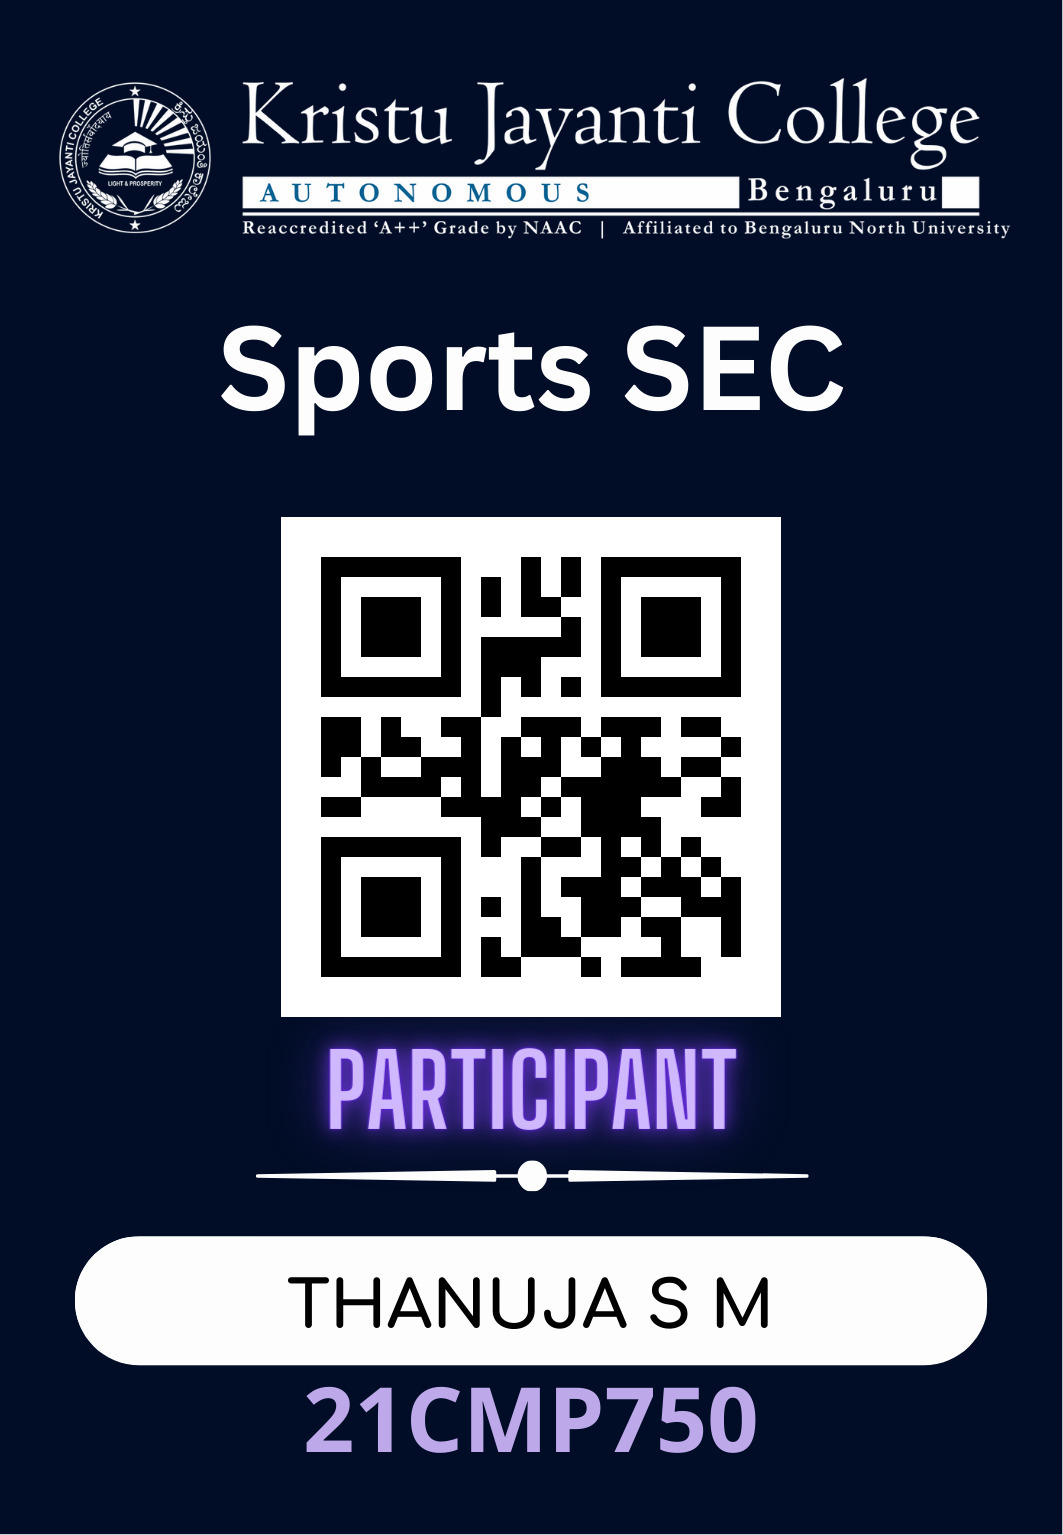 KRISTU JAYANTI COLLEGE
LIGHT & PROSPERITY
Kristu Jayanti College
AUTONOMOUS Bengaluru
Reaccredited ‘A++’ Grade by NAAC | Affiliated to Bengaluru North University
Sports SEC
PARTICIPANT
THANUJA S M
21CMP750